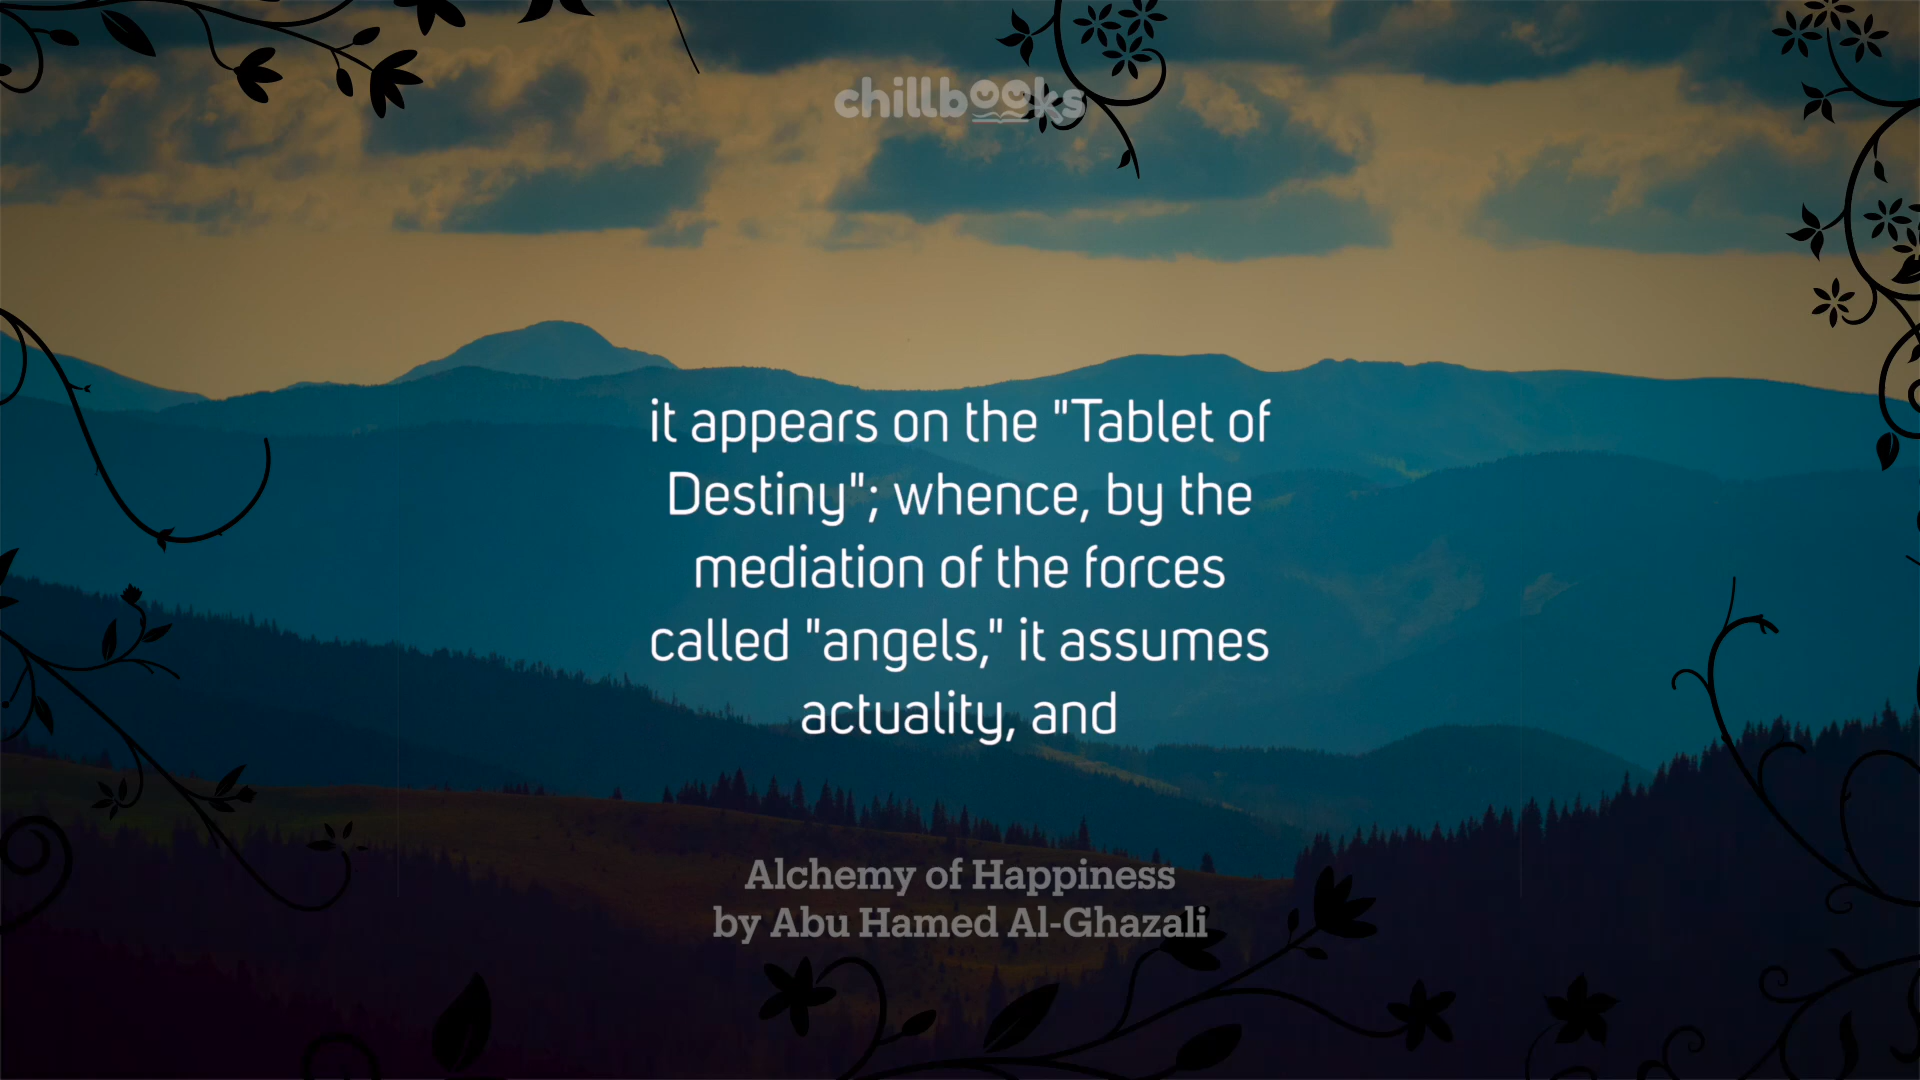 chillbooks
it appears on the "Tablet of
Destiny"; whence, by the
mediation of the forces
called "angels," it assumes
actuality, and
Alchemy of Happiness
by Abu Hamed Al-Ghazali